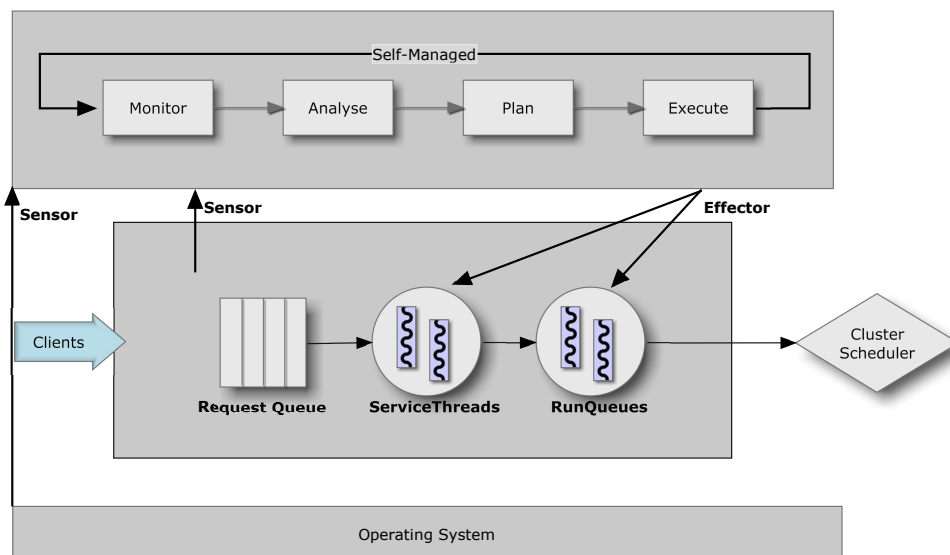 Self-Managed
Monitor
Analyse
Plan
Execute
Sensor
Sensor
Effector
Clients
Cluster
Scheduler
Request Queue
ServiceThreads
RunQueues
Operating System